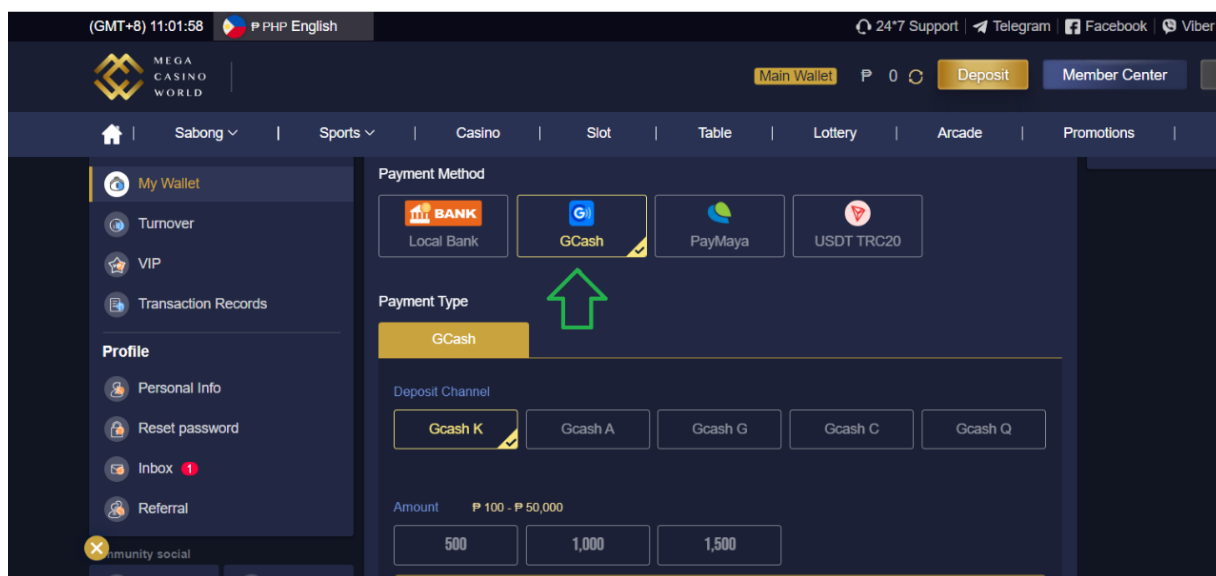 (GMT+8) 11:01:58 ₱ PHP English 24*7 Support | Telegram | Facebook | Viber
MEGA
CASINO
WORLD
Main Wallet ₱ 0 Deposit Member Center
Sabong | Sports | Casino | Slot | Table | Lottery | Arcade | Promotions |
My Wallet
Turnover
VIP
Transaction Records
Profile
Personal Info
Reset password
Inbox 1
Referral
mmunity social
Payment Method
BANK
Local Bank GCash PayMaya USDT TRC20
Payment Type
GCash
Deposit Channel
Gcash K Gcash A Gcash G Gcash C Gcash Q
Amount ₱ 100 - ₱ 50,000
500 1,000 1,500